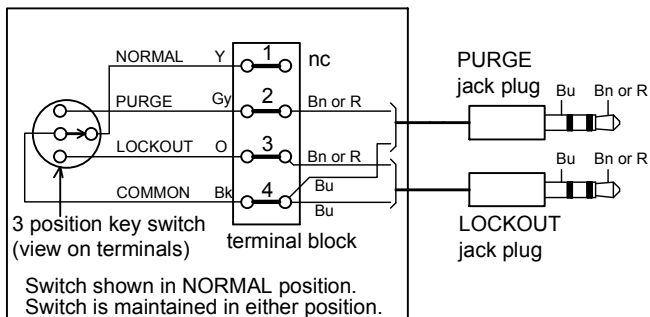 NORMAL Y 1 nc
PURGE Gy 2 Bn or R
LOCKOUT O 3 Bn or R
Bu
COMMON Bk 4 Bu
3 position key switch
(view on terminals)
terminal block
Switch shown in NORMAL position.
Switch is maintained in either position.
PURGE
jack plug
Bu Bn or R
Bu Bn or R
LOCKOUT
jack plug